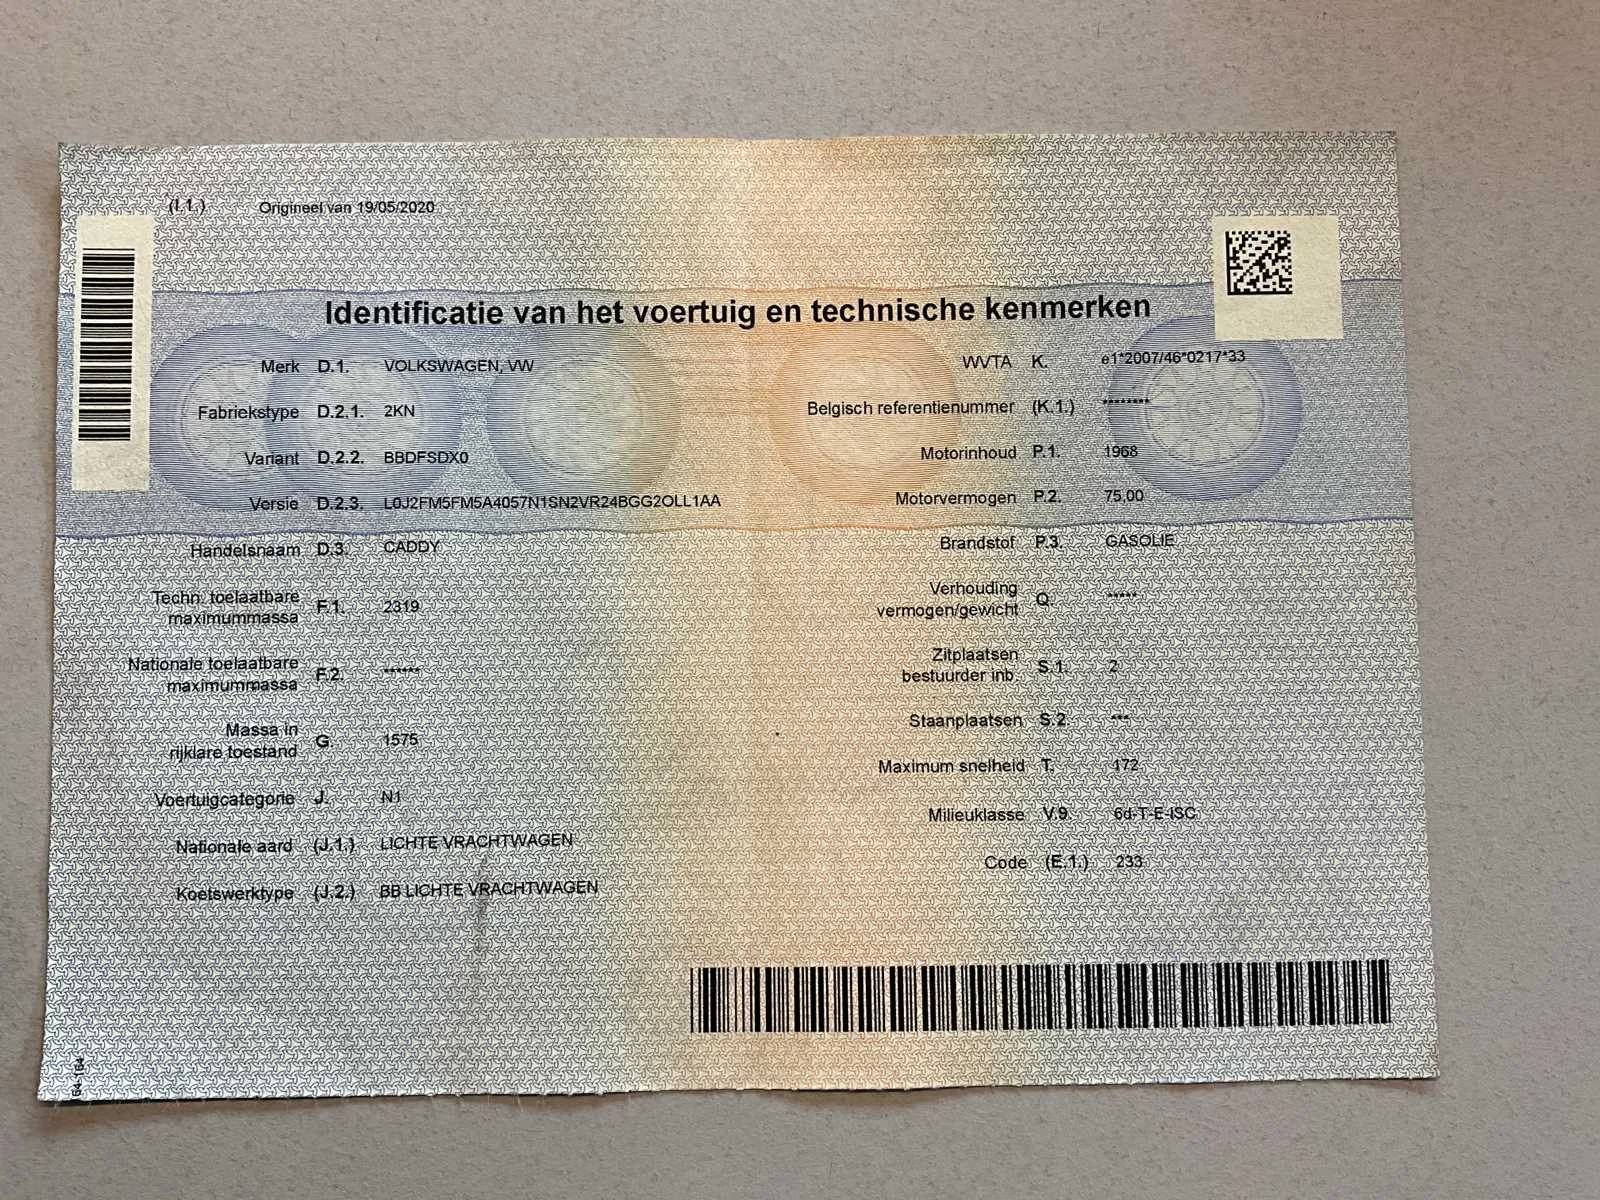 (I.1.) Origineel van 19/05/2020
Identificatie van het voertuig en technische kenmerken
Merk D.1. VOLKSWAGEN, VW
Fabriekstype D.2.1. 2KN
Variant D.2.2. BBDFSDX0
Versie D.2.3. L0J2FM5FM5A4057N1SN2VR24BGG2OLL1AA
Handelsnaam D.3. CADDY
Techn. toelaatbare
maximummassa F.1. 2319
Nationale toelaatbare
maximummassa F.2. ******
Massa in
rijklare toestand G. 1575
Voertuigcategorie J. N1
Nationale aard (J.1.) LICHTE VRACHTWAGEN
Koetswerktype (J.2.) BB LICHTE VRACHTWAGEN
WVTA K. e1*2007/46*0217*33
Belgisch referentienummer (K.1.) ********
Motorinhoud P.1. 1968
Motorvermogen P.2. 75,00
Brandstof P.3. GASOLIE
Verhouding
vermogen/gewicht Q. *****
Zitplaatsen
bestuurder inb. S.1. 2
Staanplaatsen S.2. ***
Maximum snelheid T. 172
Milieuklasse V.9. 6d-T-E-ISC
Code (E.1.) 233